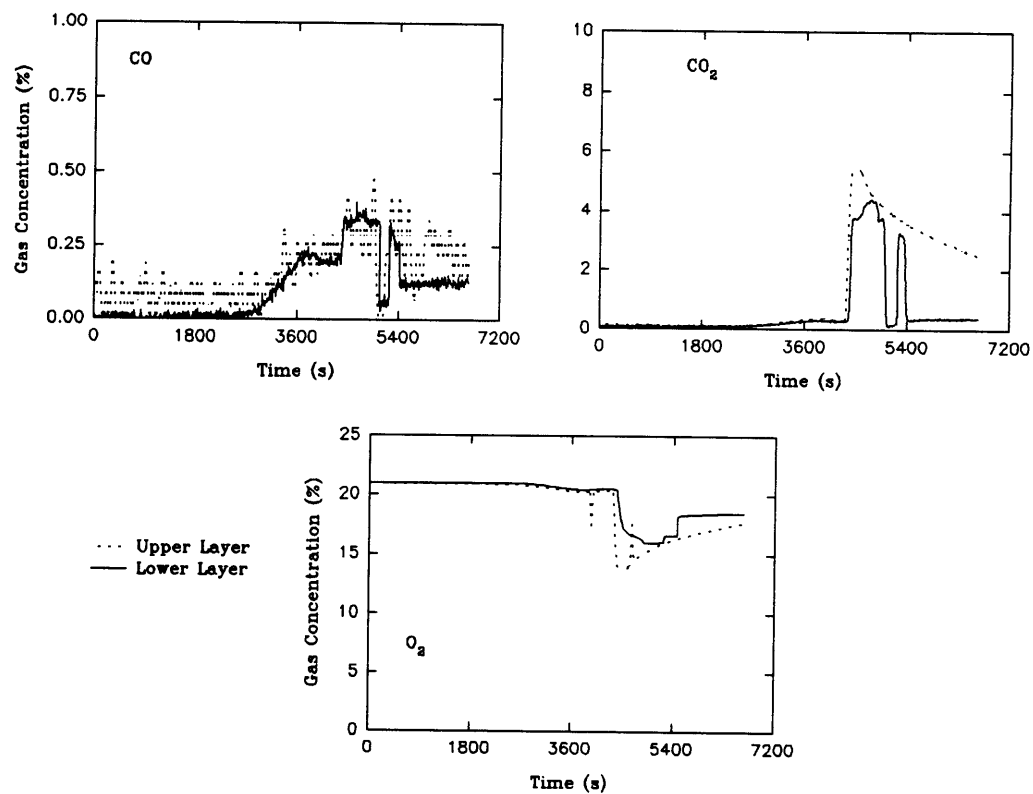 1.00
CO
0.75
0.50
0.25
0.00
Gas Concentration (%)
0 1800 3600 5400 7200
Time (s)
10
CO₂
8
6
4
2
0
0 1800 3600 5400 7200
Time (s)
25
20
15
10
5
0
Gas Concentration (%)
O₂
0 1800 3600 5400 7200
Time (s)
Upper Layer
Lower Layer